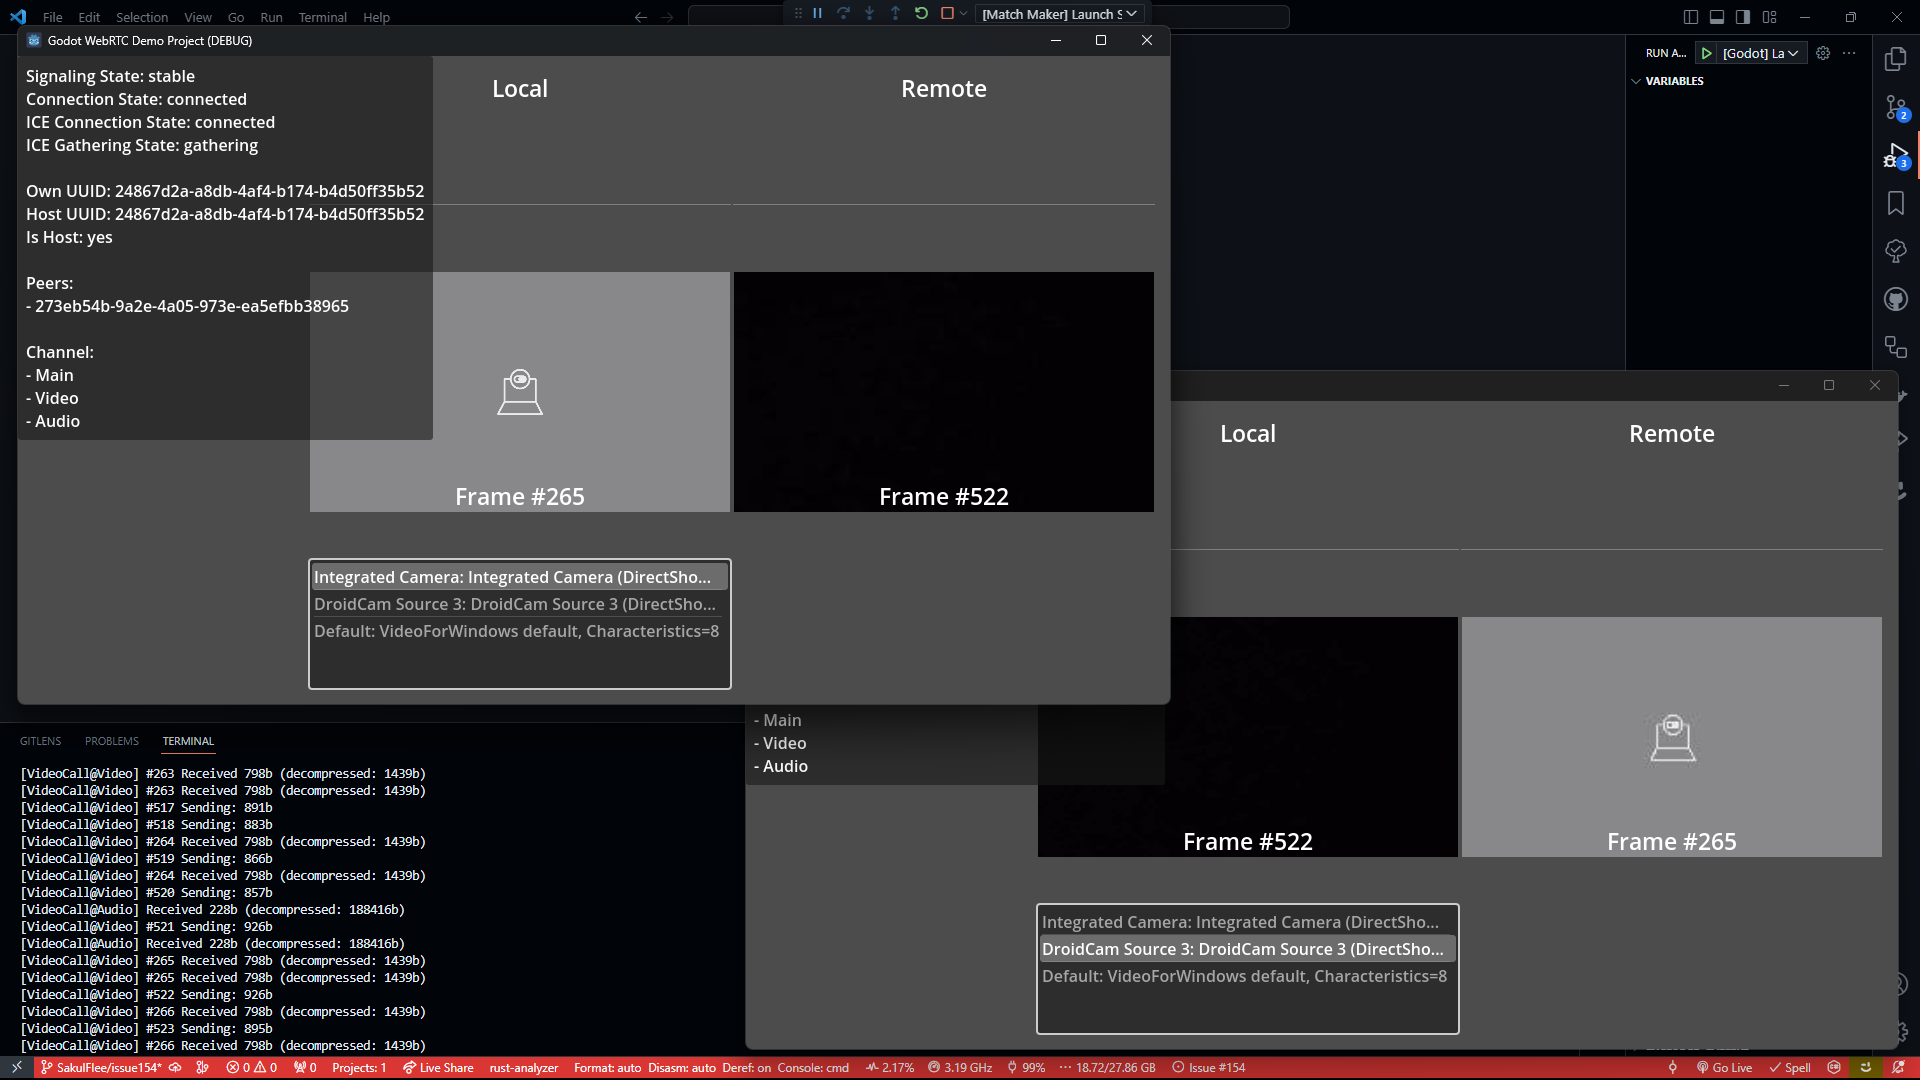 File Edit Selection View Go Run Terminal Help
[Match Maker] Launch S
Godot WebRTC Demo Project (DEBUG)
RUN A...
[Godot] La
VARIABLES
Signaling State: stable
Connection State: connected
ICE Connection State: connected
ICE Gathering State: gathering
Own UUID: 24867d2a-a8db-4af4-b174-b4d50ff35b52
Host UUID: 24867d2a-a8db-4af4-b174-b4d50ff35b52
Is Host: yes
Peers:
- 273eb54b-9a2e-4a05-973e-ea5efbb38965
Channel:
- Main
- Video
- Audio
Local
Remote
Frame #265
Frame #522
Integrated Camera: Integrated Camera (DirectSho...
DroidCam Source 3: DroidCam Source 3 (DirectSho...
Default: VideoForWindows default, Characteristics=8
2
3
Local
Remote
- Main
- Video
- Audio
Frame #522
Frame #265
Integrated Camera: Integrated Camera (DirectSho...
DroidCam Source 3: DroidCam Source 3 (DirectSho...
Default: VideoForWindows default, Characteristics=8
GITLENS PROBLEMS TERMINAL
[VideoCall@Video] #263 Received 798b (decompressed: 1439b)
[VideoCall@Video] #263 Received 798b (decompressed: 1439b)
[VideoCall@Video] #517 Sending: 891b
[VideoCall@Video] #518 Sending: 883b
[VideoCall@Video] #264 Received 798b (decompressed: 1439b)
[VideoCall@Video] #519 Sending: 866b
[VideoCall@Video] #264 Received 798b (decompressed: 1439b)
[VideoCall@Video] #520 Sending: 857b
[VideoCall@Audio] Received 228b (decompressed: 188416b)
[VideoCall@Video] #521 Sending: 926b
[VideoCall@Audio] Received 228b (decompressed: 188416b)
[VideoCall@Video] #265 Received 798b (decompressed: 1439b)
[VideoCall@Video] #265 Received 798b (decompressed: 1439b)
[VideoCall@Video] #522 Sending: 926b
[VideoCall@Video] #266 Received 798b (decompressed: 1439b)
[VideoCall@Video] #523 Sending: 895b
[VideoCall@Video] #266 Received 798b (decompressed: 1439b)
SakulFlee/issue154* 0 0 0 Projects: 1 Live Share rust-analyzer Format: auto Disasm: auto Deref: on Console: cmd 2.17% 3.19 GHz 99% 18.72/27.86 GB Issue #154 Go Live Spell